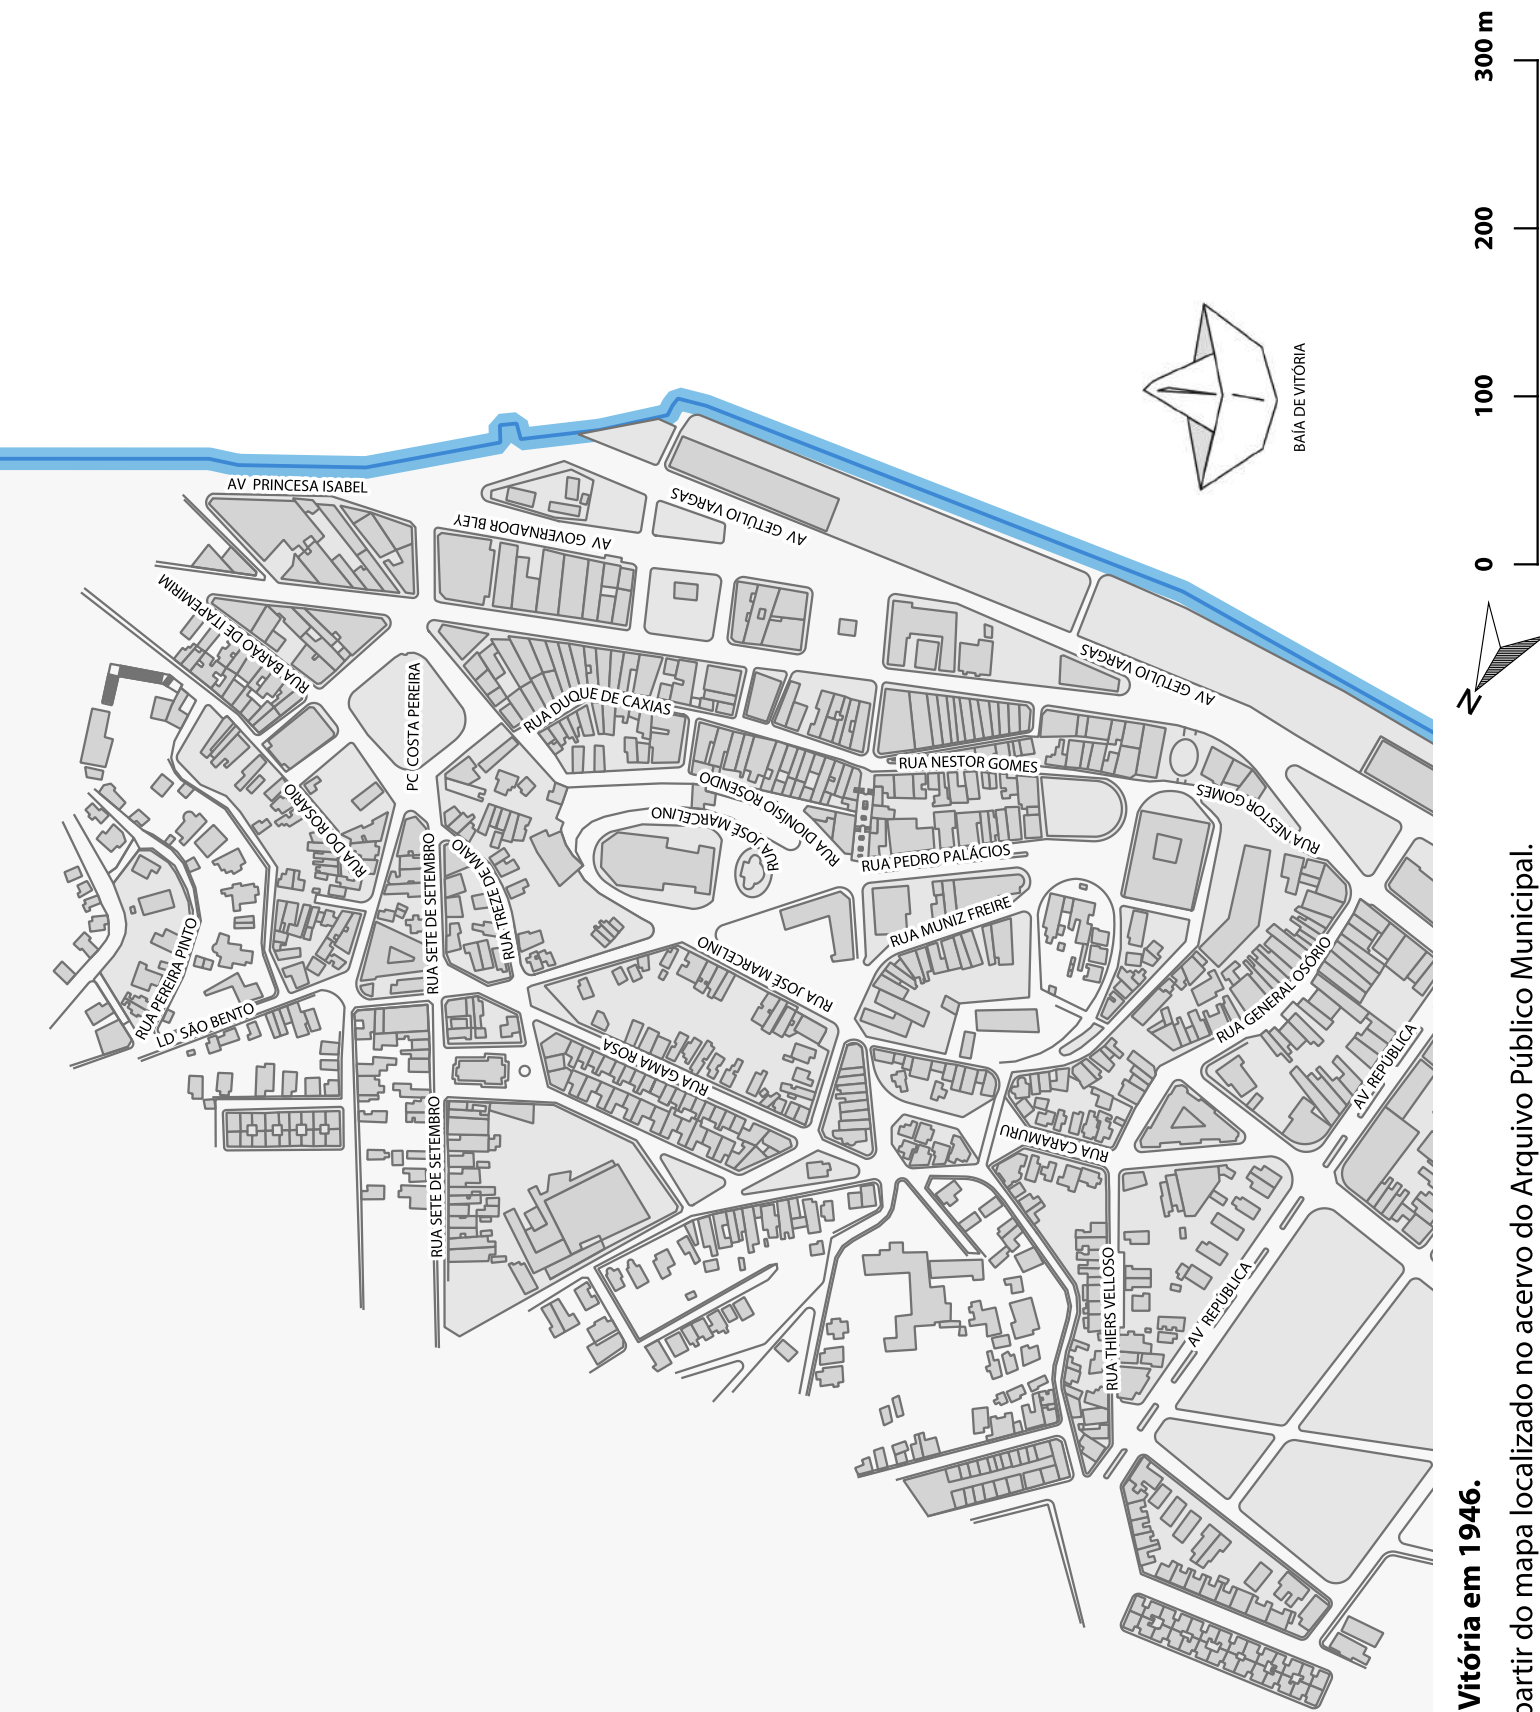 AV PRINCESA ISABEL
AV GOVERNADOR BLEY
AV GETÚLIO VARGAS
RUA BARÃO DE ITAPEMIRIM
PÇ COSTA PEREIRA
RUA DUQUE DE CAXIAS
AV GETÚLIO VARGAS
RUA NESTOR GOMES
RUA NESTOR GOMES
RUA DIONÍSIO ROSENDO
RUA JOSÉ MARCELINO
RUA PEDRO PALÁCIOS
RUA DO ROSÁRIO
RUA SETE DE SETEMBRO
RUA TREZE DE MAIO
RUA MUNIZ FREIRE
RUA JOSÉ MARCELINO
RUA PEREIRA PINTO
LD SÃO BENTO
RUA GENERAL OSÓRIO
RUA GAMA ROSA
AV REPÚBLICA
RUA SETE DE SETEMBRO
RUA CARAMURU
RUA THIERS VELLOSO
AV REPÚBLICA
BAÍA DE VITÓRIA
N
0 100 200 300 m
Vitória em 1946.
partir do mapa localizado no acervo do Arquivo Público Municipal.